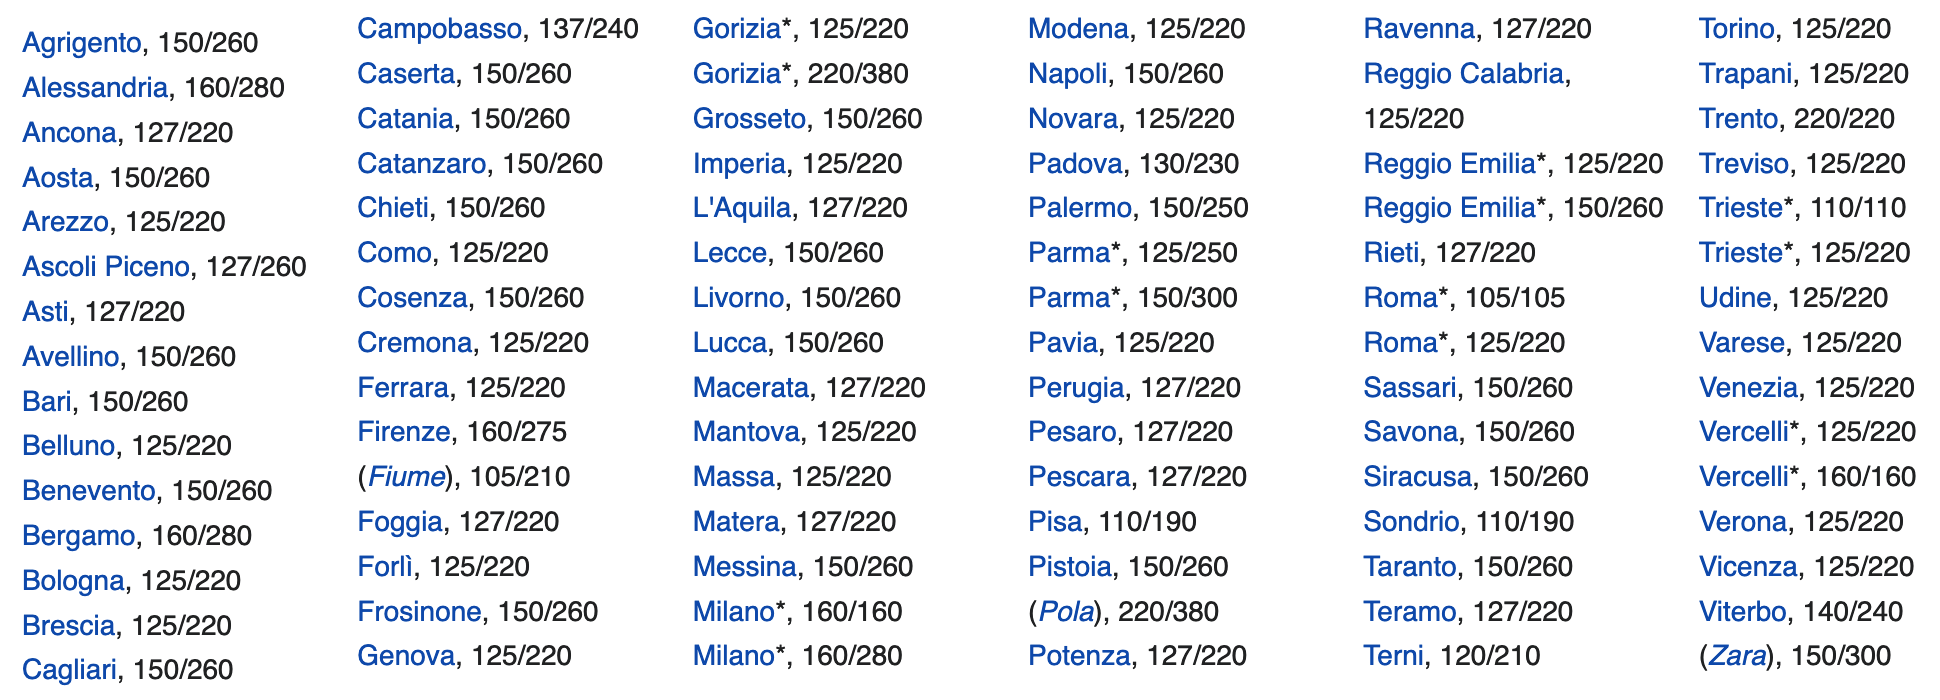 Agrigento, 150/260
Alessandria, 160/280
Ancona, 127/220
Aosta, 150/260
Arezzo, 125/220
Ascoli Piceno, 127/260
Asti, 127/220
Avellino, 150/260
Bari, 150/260
Belluno, 125/220
Benevento, 150/260
Bergamo, 160/280
Bologna, 125/220
Brescia, 125/220
Cagliari, 150/260
Campobasso, 137/240
Caserta, 150/260
Catania, 150/260
Catanzaro, 150/260
Chieti, 150/260
Como, 125/220
Cosenza, 150/260
Cremona, 125/220
Ferrara, 125/220
Firenze, 160/275
(Fiume), 105/210
Foggia, 127/220
Forlì, 125/220
Frosinone, 150/260
Genova, 125/220
Gorizia*, 125/220
Gorizia*, 220/380
Grosseto, 150/260
Imperia, 125/220
L'Aquila, 127/220
Lecce, 150/260
Livorno, 150/260
Lucca, 150/260
Macerata, 127/220
Mantova, 125/220
Massa, 125/220
Matera, 127/220
Messina, 150/260
Milano*, 160/160
Milano*, 160/280
Modena, 125/220
Napoli, 150/260
Novara, 125/220
Padova, 130/230
Palermo, 150/250
Parma*, 125/250
Parma*, 150/300
Pavia, 125/220
Perugia, 127/220
Pesaro, 127/220
Pescara, 127/220
Pisa, 110/190
Pistoia, 150/260
(Pola), 220/380
Potenza, 127/220
Ravenna, 127/220
Reggio Calabria,
125/220
Reggio Emilia*, 125/220
Reggio Emilia*, 150/260
Rieti, 127/220
Roma*, 105/105
Roma*, 125/220
Sassari, 150/260
Savona, 150/260
Siracusa, 150/260
Sondrio, 110/190
Taranto, 150/260
Teramo, 127/220
Terni, 120/210
Torino, 125/220
Trapani, 125/220
Trento, 220/220
Treviso, 125/220
Trieste*, 110/110
Trieste*, 125/220
Udine, 125/220
Varese, 125/220
Venezia, 125/220
Vercelli*, 125/220
Vercelli*, 160/160
Verona, 125/220
Vicenza, 125/220
Viterbo, 140/240
(Zara), 150/300